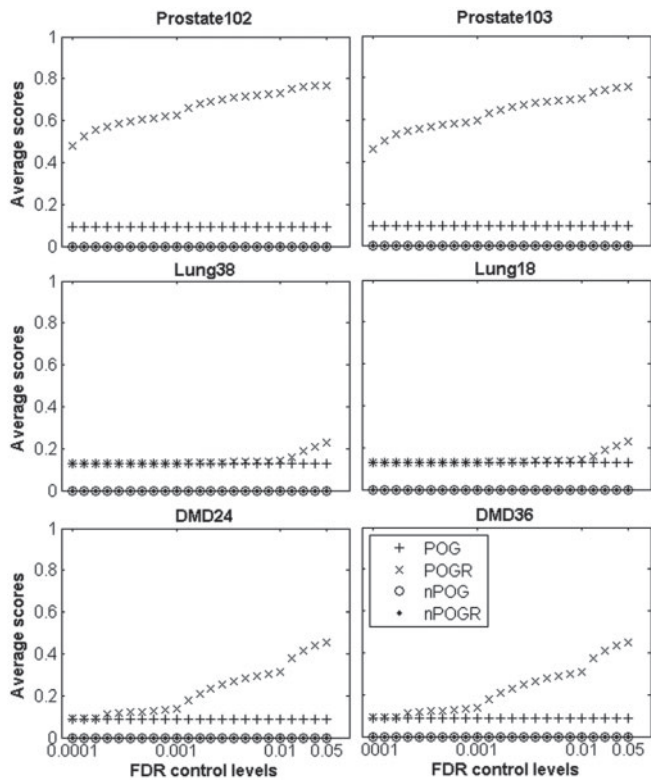 Prostate102
Prostate103
1
0.8
0.6
0.4
0.2
0
Average scores
Lung38
Lung18
1
0.8
0.6
0.4
0.2
0
Average scores
DMD24
DMD36
1
0.8
0.6
0.4
0.2
0
Average scores
POG
POGR
nPOG
nPOGR
0.0001 0.001 0.01 0.05
0001 0.001 0.01 0.05
FDR control levels
FDR control levels